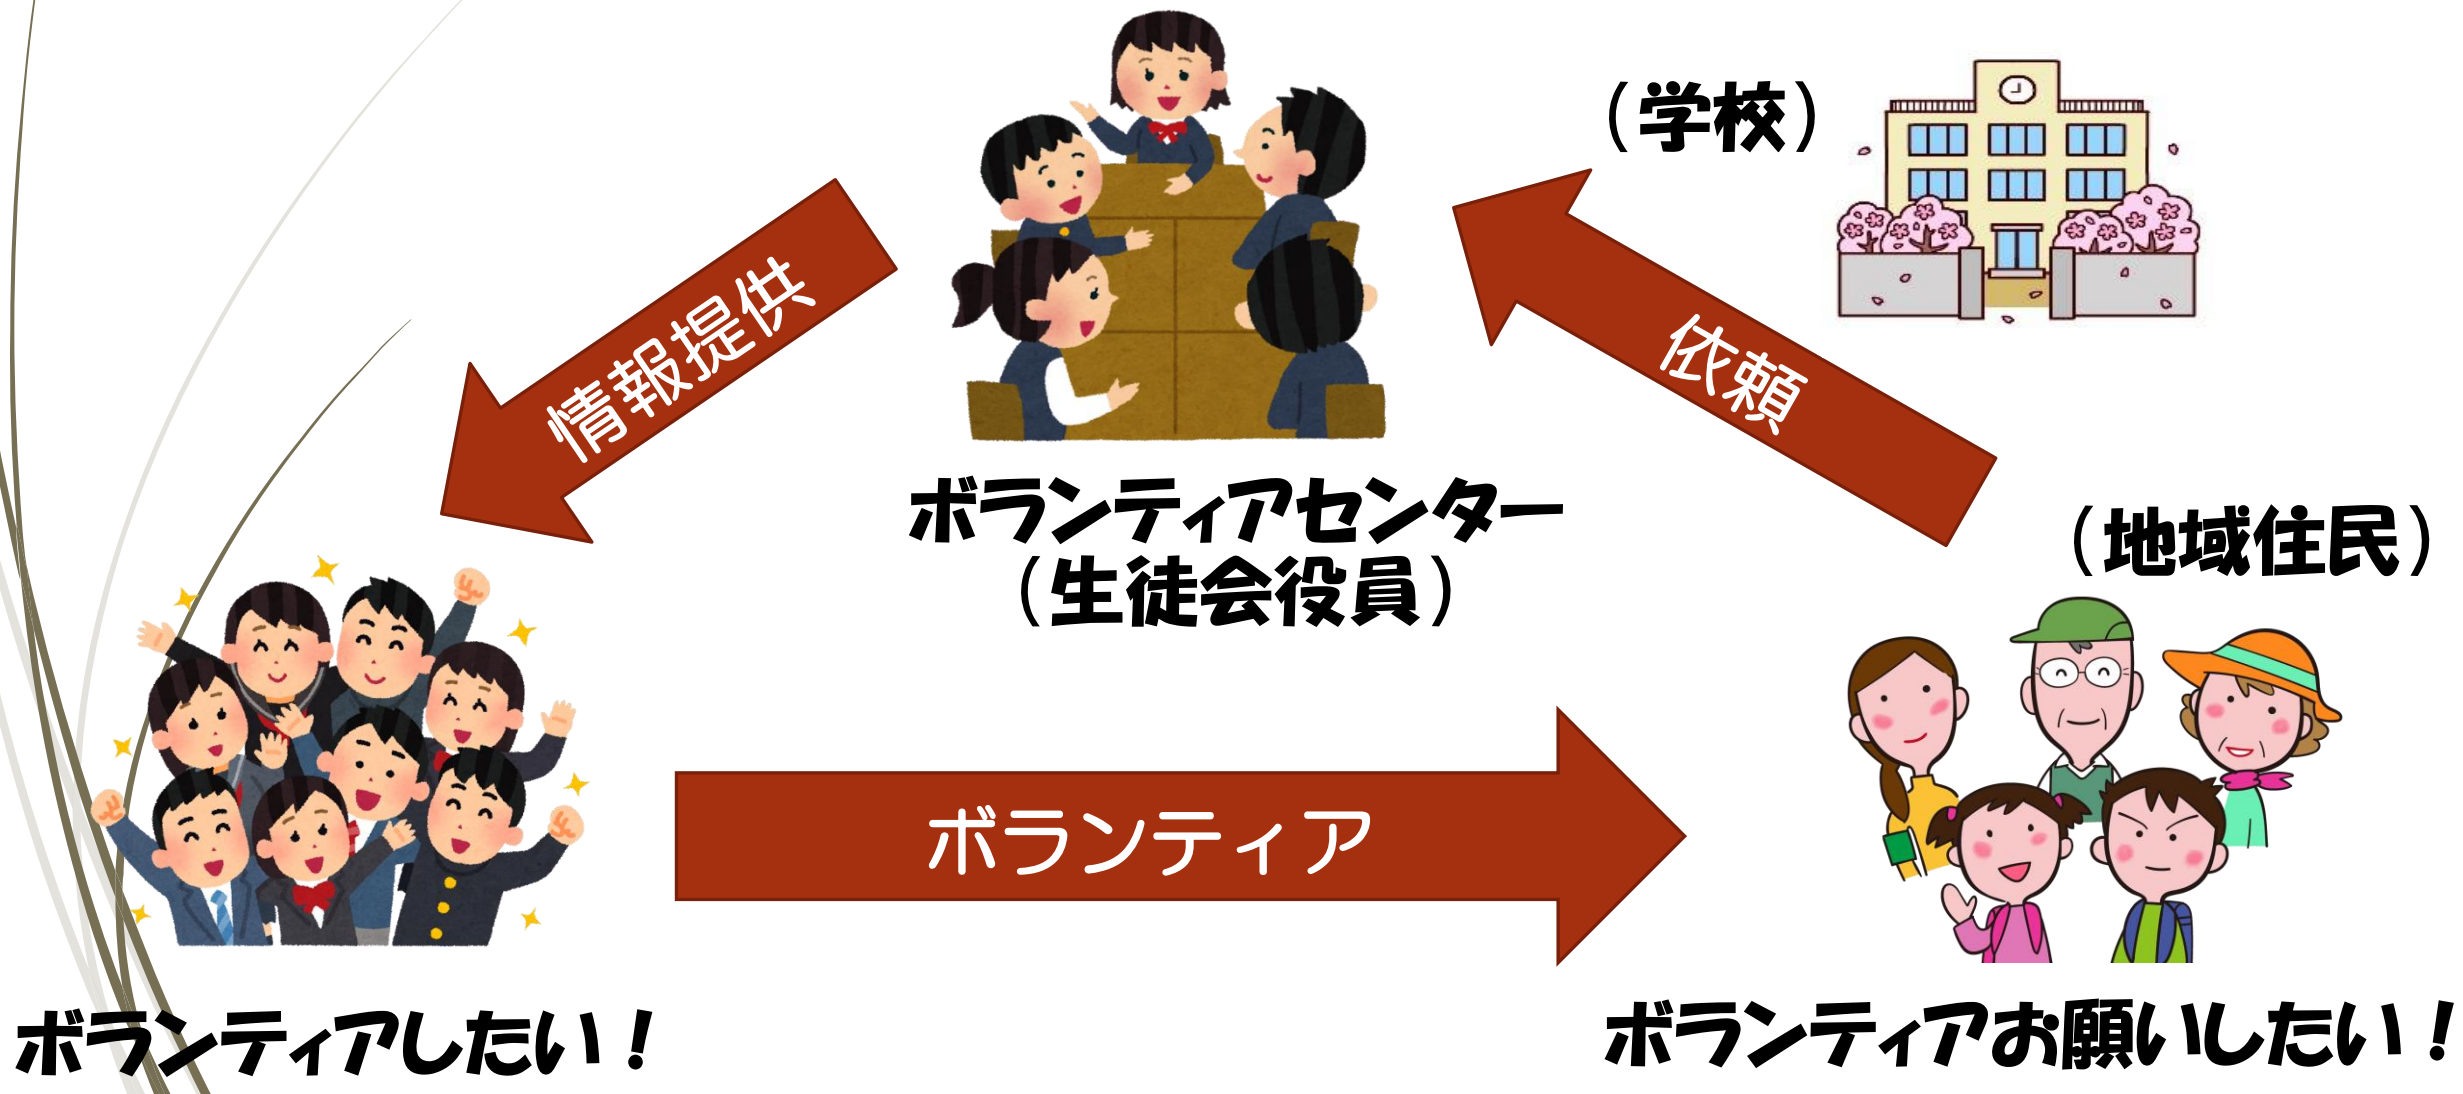 （学校）
情報提供
依頼
ボランティアセンター
（生徒会役員）
（地域住民）
ボランティア
ボランティアしたい！
ボランティアお願いしたい！